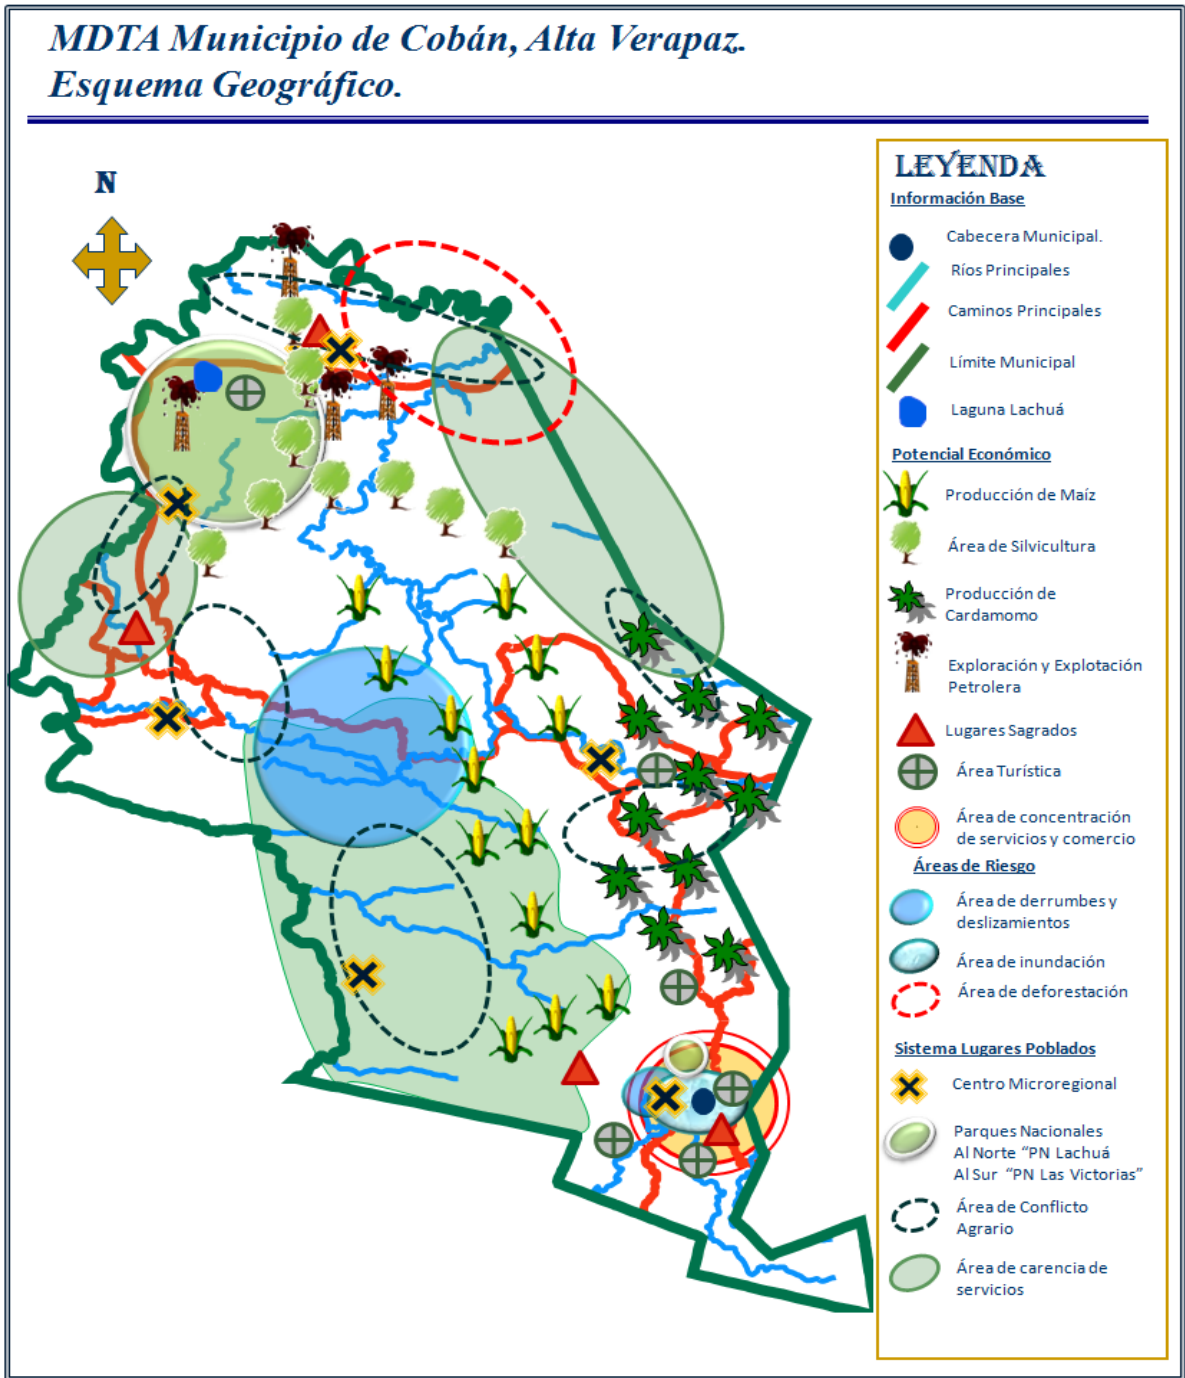 MDTA Municipio de Cobán, Alta Verapaz.
Esquema Geográfico.
N
LEYENDA
Información Base
Cabecera Municipal.
Ríos Principales
Caminos Principales
Límite Municipal
Laguna Lachuá
Potencial Económico
Producción de Maíz
Área de Silvicultura
Producción de
Cardamomo
Exploración y Explotación
Petrolera
Lugares Sagrados
Área Turística
Área de concentración
de servicios y comercio
Áreas de Riesgo
Área de derrumbes y
deslizamientos
Área de inundación
Área de deforestación
Sistema Lugares Poblados
Centro Microregional
Parques Nacionales
Al Norte “PN Lachuá
Al Sur “PN Las Victorias”
Área de Conflicto
Agrario
Área de carencia de
servicios